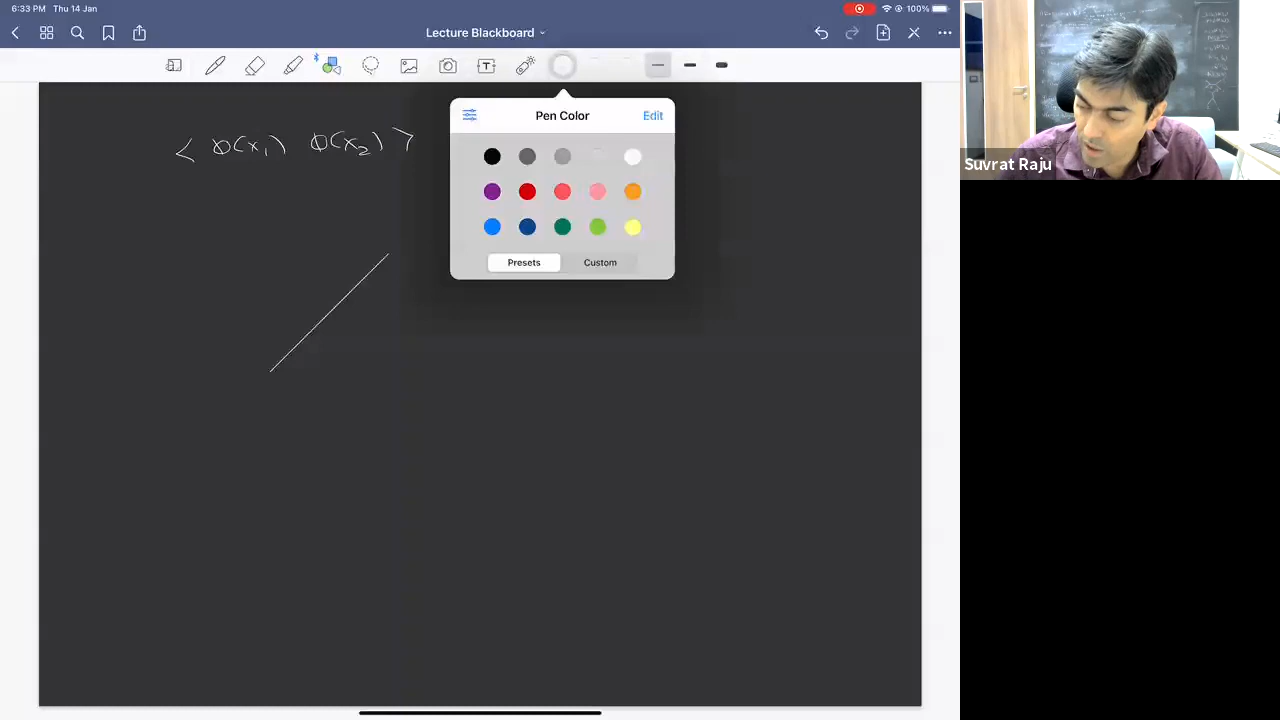 6:33 PM Thu 14 Jan
100%
Lecture Blackboard
Pen Color
Edit
Presets
Custom
< φ(x₁) φ(x₂) >
Suvrat Raju